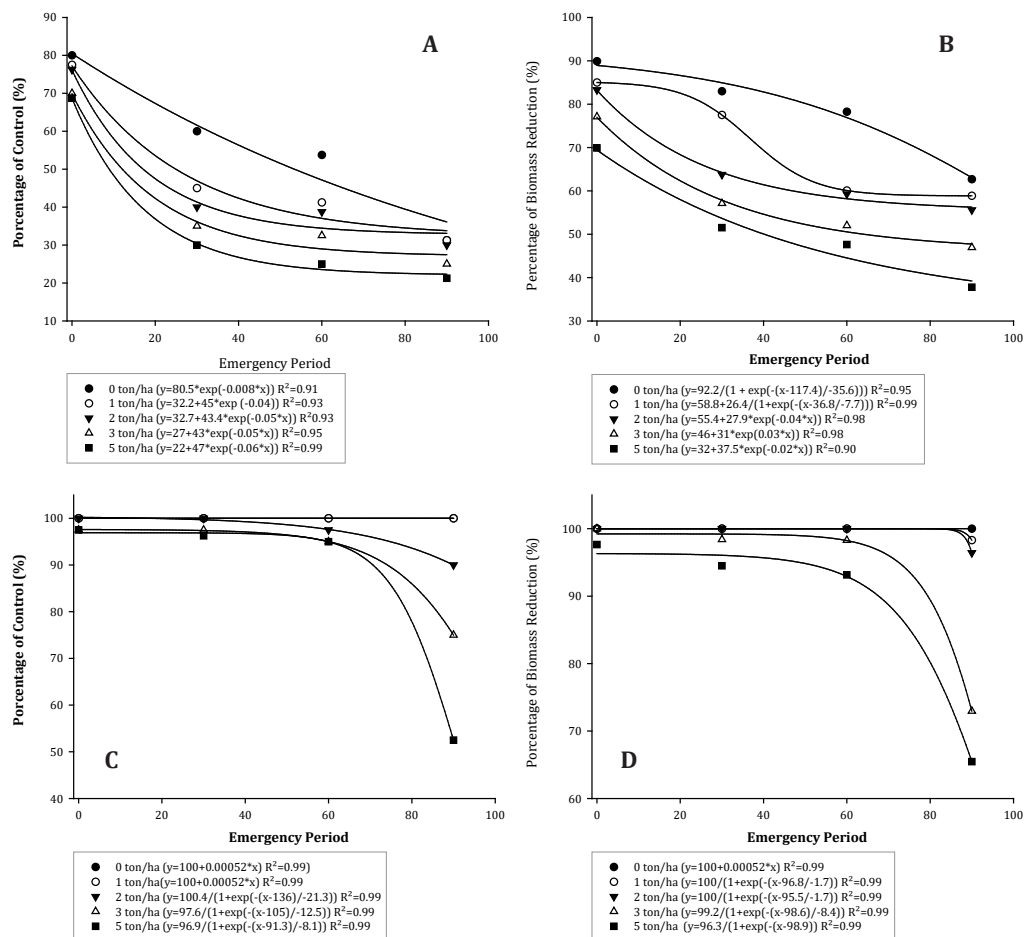 A
Porcentage of Control (%)
90
80
70
60
50
40
30
20
10
0 20 40 60 80 100
Emergency Period
● 0 ton/ha (y=80.5*exp(-0.008*x)) R²=0.91
○ 1 ton/ha (y=32.2+45*exp (-0.04)) R²=0.93
▼ 2 ton/ha (y=32.7+43.4*exp(-0.05*x)) R²0.93
△ 3 ton/ha (y=27+43*exp(-0.05*x)) R²=0.95
■ 5 ton/ha (y=22+47*exp(-0.06*x)) R²=0.99
B
Percentage of Biomass Reduction (%)
100
90
80
70
60
50
40
30
0 20 40 60 80 100
Emergency Period
● 0 ton/ha (y=92.2/(1 + exp(-(x-117.4)/-35.6))) R²=0.95
○ 1 ton/ha (y=58.8+26.4/(1+exp(-(x-36.8/-7.7))) R²=0.99
▼ 2 ton/ha (y=55.4+27.9*exp(-0.04*x)) R²=0.98
△ 3 ton/ha (y=46+31*exp(0.03*x)) R²=0.98
■ 5 ton/ha (y=32+37.5*exp(-0.02*x)) R²=0.90
C
Porcentage of Control (%)
100
90
80
70
60
50
40
0 20 40 60 80 100
Emergency Period
● 0 ton/ha (y=100+0.00052*x) R²=0.99)
○ 1 ton/ha(y=100+0.00052*x) R²=0.99
▼ 2 ton/ha (y=100.4/(1+exp(-(x-136)/-21.3)) R²=0.99
△ 3 ton/ha (y=97.6/(1+exp(-(x-105)/-12.5)) R²=0.99
■ 5 ton/ha (y=96.9/(1+exp(-(x-91.3)/-8.1)) R²=0.99
D
Porcentage of Biomass Reduction (%)
100
90
80
70
60
0 20 40 60 80 100
Emergency Period
● 0 ton/ha (y=100+0.00052*x) R²=0.99
○ 1 ton/ha (y=100/(1+exp(-(x-96.8/-1.7)) R²=0.99
▼ 2 ton/ha (y=100/(1+exp(-(x-95.5/-1.7)) R²=0.99
△ 3 ton/ha (y=99.2/(1+exp(-(x-98.6)/-8.4)) R²=0.99
■ 5 ton/ha (y=96.3/1+exp(-(x-98.9)) R²=0.99